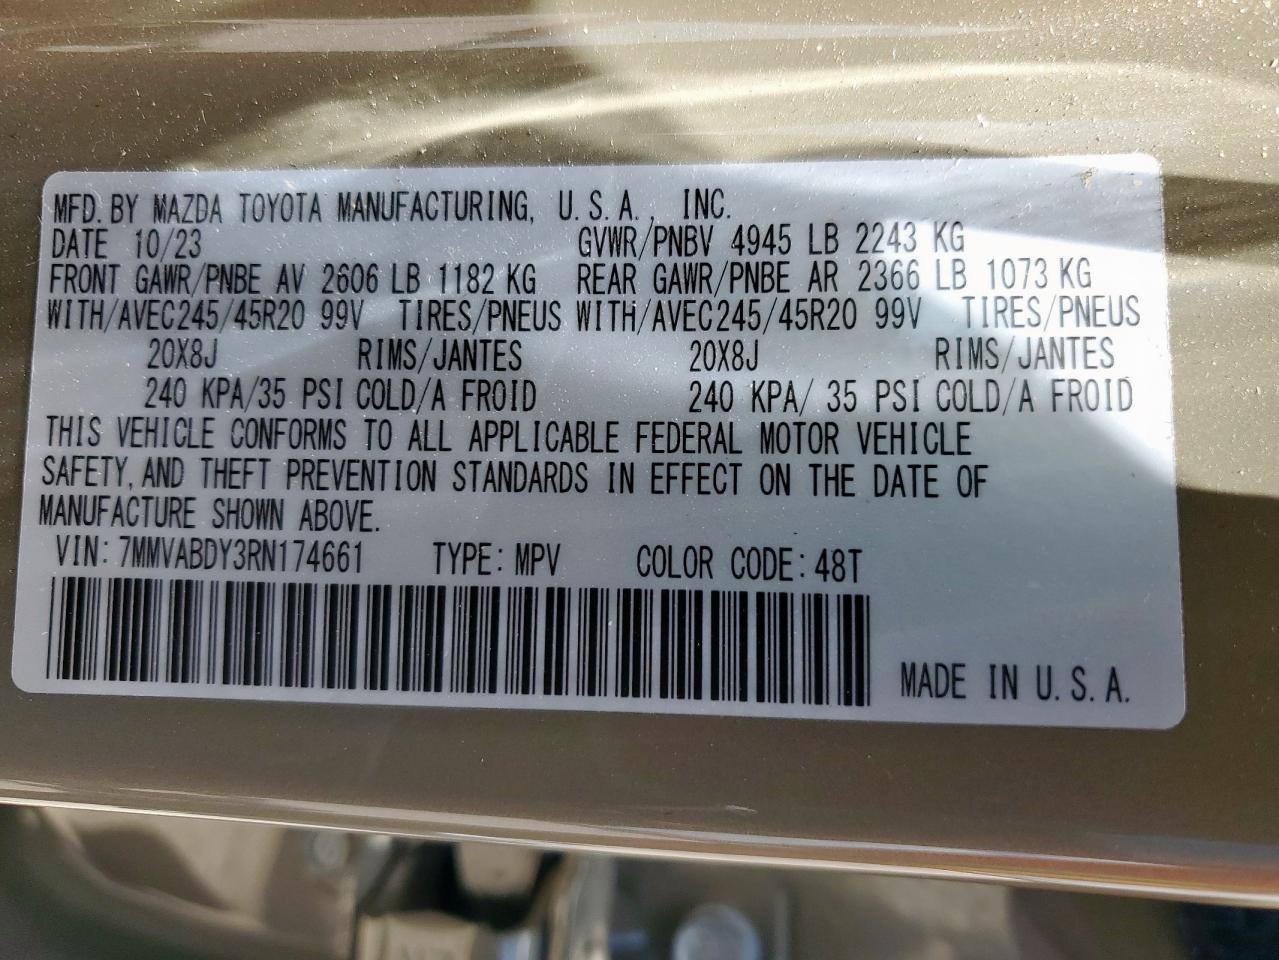 MFD. BY MAZDA TOYOTA MANUFACTURING, U.S.A., INC.
DATE 10/23 GVWR/PNBV 4945 LB 2243 KG
FRONT GAWR/PNBE AV 2606 LB 1182 KG REAR GAWR/PNBE AR 2366 LB 1073 KG
WITH/AVEC245/45R20 99V TIRES/PNEUS WITH/AVEC245/45R20 99V TIRES/PNEUS
20X8J RIMS/JANTES 20X8J RIMS/JANTES
240 KPA/35 PSI COLD/A FROID 240 KPA/ 35 PSI COLD/A FROID
THIS VEHICLE CONFORMS TO ALL APPLICABLE FEDERAL MOTOR VEHICLE
SAFETY, AND THEFT PREVENTION STANDARDS IN EFFECT ON THE DATE OF
MANUFACTURE SHOWN ABOVE.
VIN: 7MMVABDY3RN174661 TYPE: MPV COLOR CODE: 48T
MADE IN U.S.A.